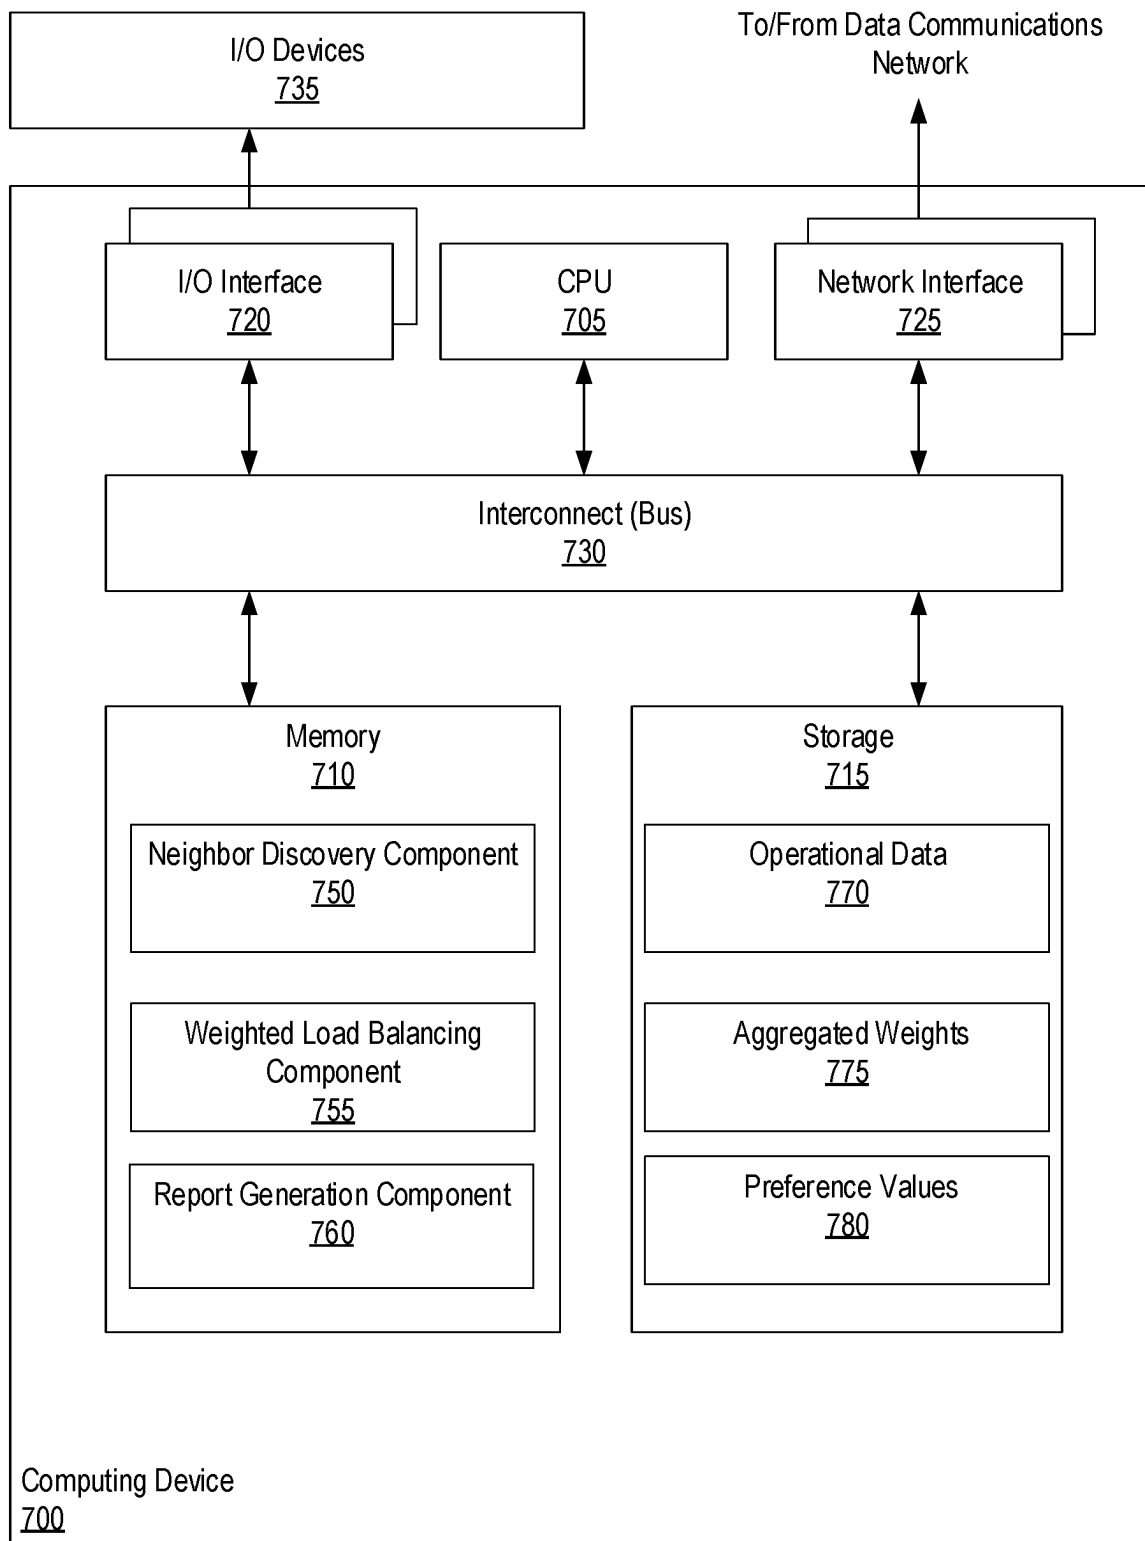 I/O Devices
735
To/From Data Communications
Network
I/O Interface
720
CPU
705
Network Interface
725
Interconnect (Bus)
730
Memory
710
Neighbor Discovery Component
750
Weighted Load Balancing
Component
755
Report Generation Component
760
Storage
715
Operational Data
770
Aggregated Weights
775
Preference Values
780
Computing Device
700